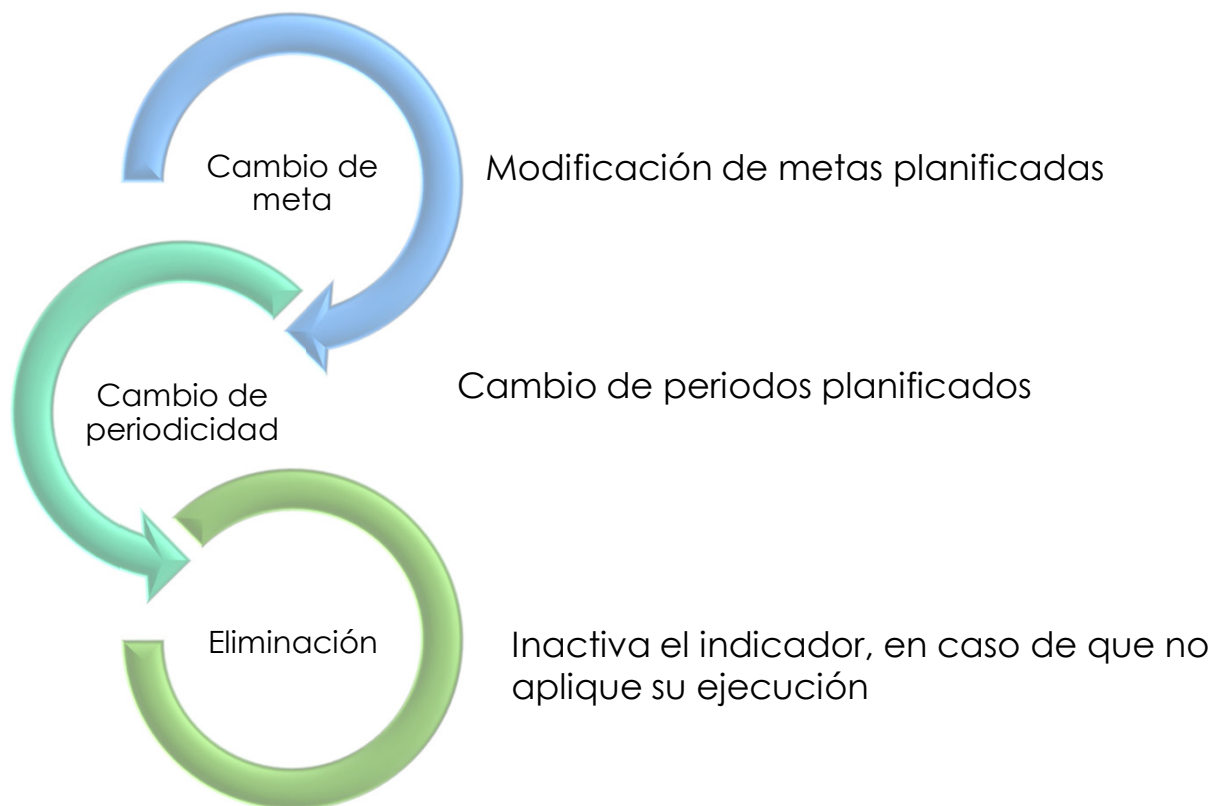 Cambio de
meta
Modificación de metas planificadas
Cambio de
periodicidad
Cambio de periodos planificados
Eliminación
Inactiva el indicador, en caso de que no
aplique su ejecución